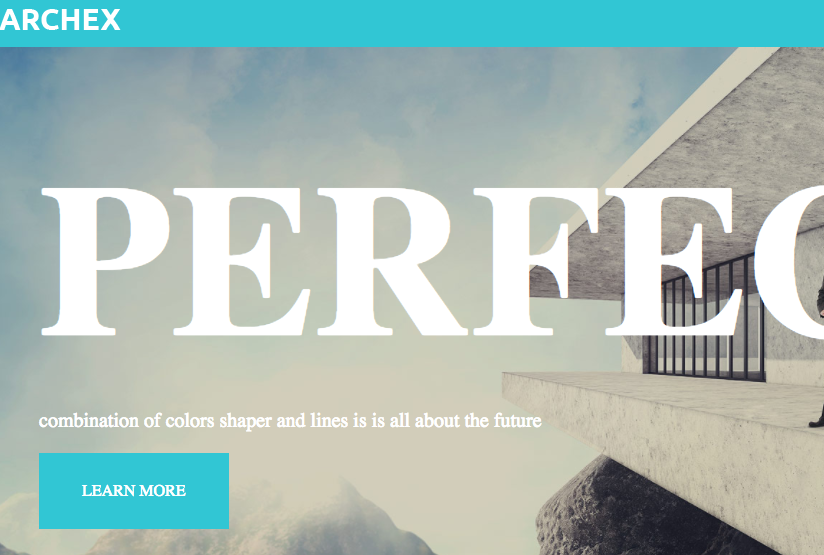 ARCHEX
PERFEC
combination of colors shaper and lines is is all about the future
LEARN MORE